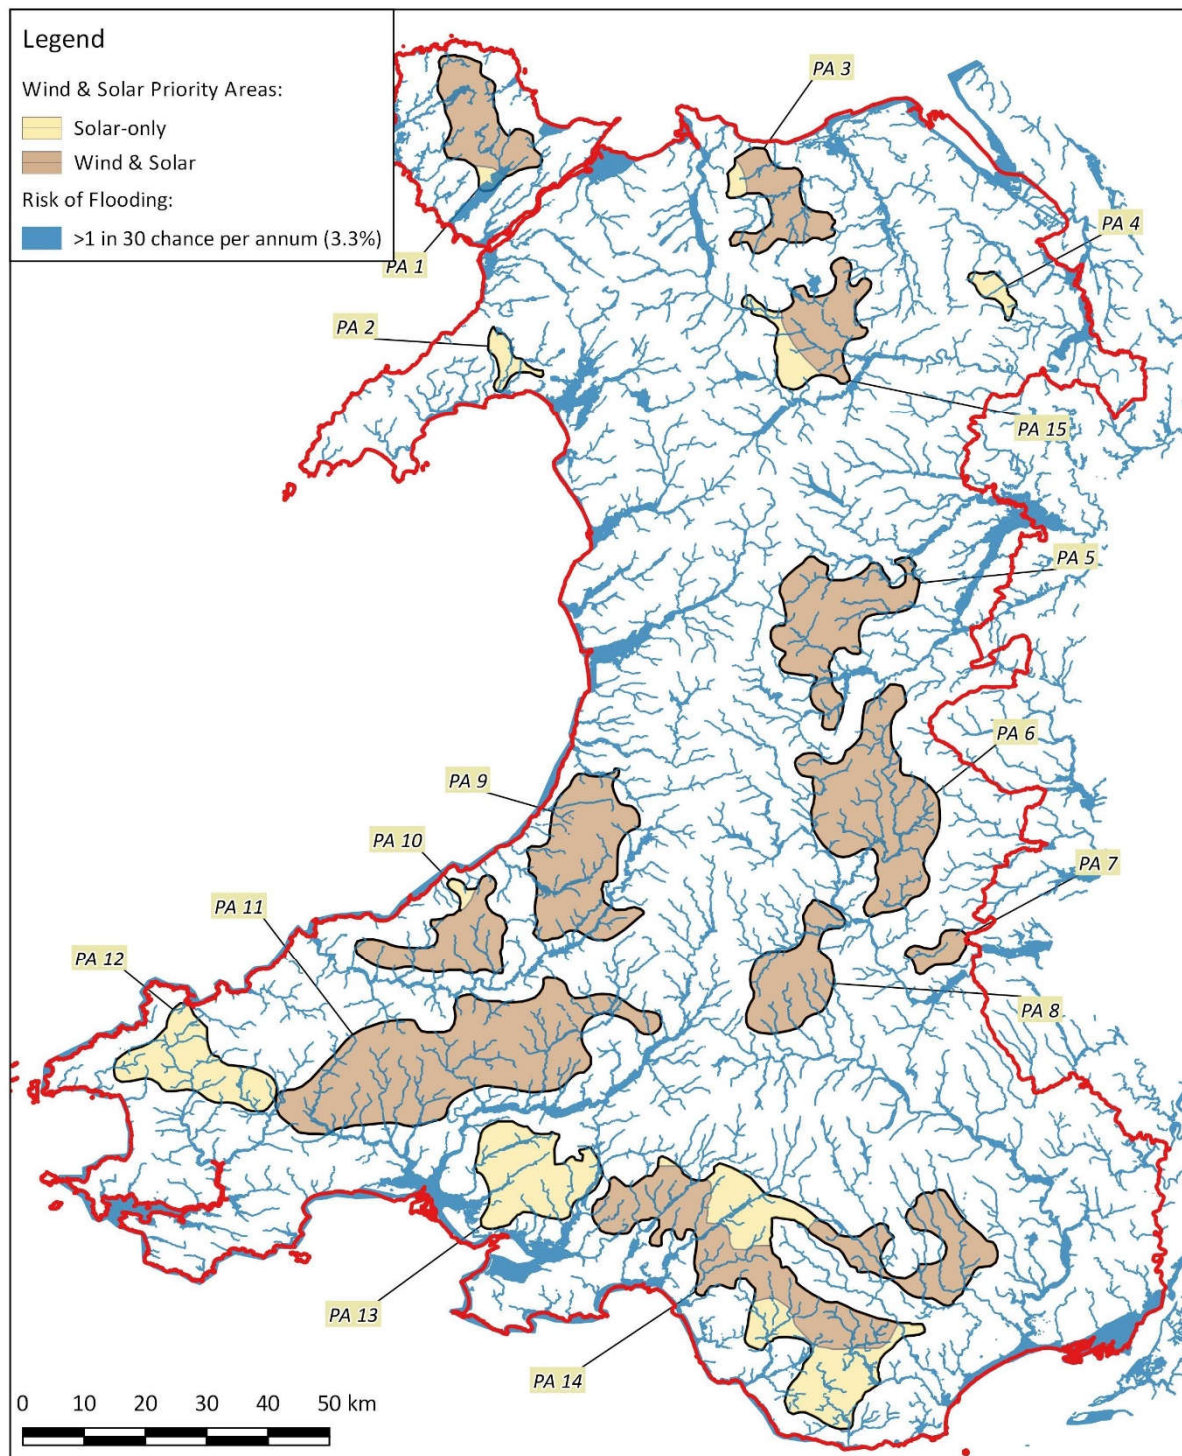 Legend
Wind & Solar Priority Areas:
Solar-only
Wind & Solar
Risk of Flooding:
>1 in 30 chance per annum (3.3%)
PA 3
PA 4
PA 1
PA 2
PA 15
PA 5
PA 6
PA 9
PA 10
PA 7
PA 11
PA 12
PA 8
PA 13
PA 14
0 10 20 30 40 50 km